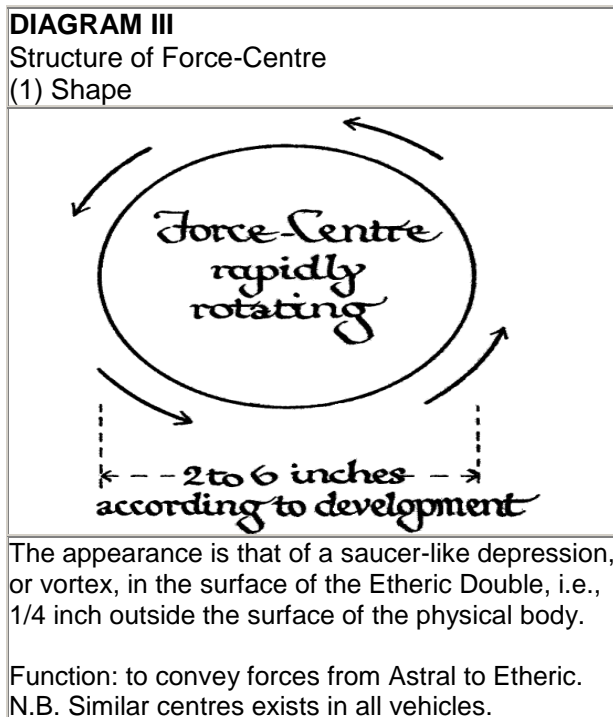 DIAGRAM III
Structure of Force-Centre
(1) Shape
Force-Centre
rapidly
rotating
2 to 6 inches
according to development
The appearance is that of a saucer-like depression,
or vortex, in the surface of the Etheric Double, i.e.,
1/4 inch outside the surface of the physical body.
Function: to convey forces from Astral to Etheric.
N.B. Similar centres exists in all vehicles.